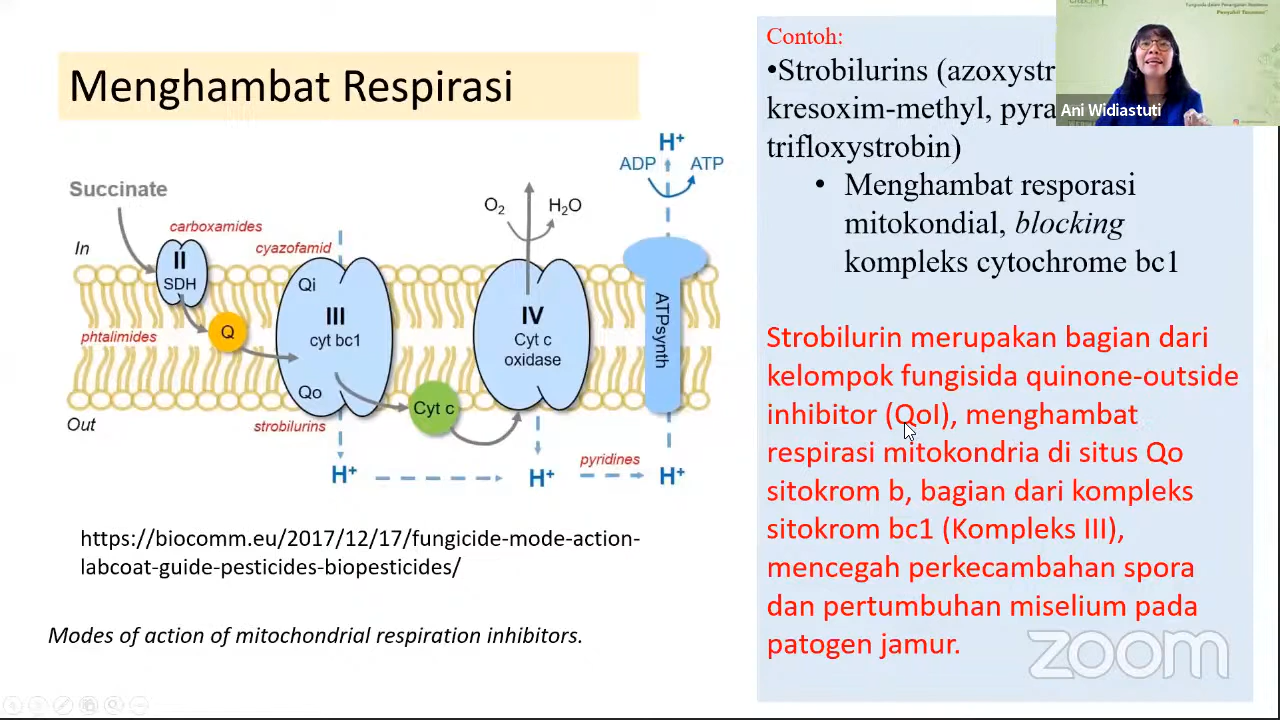 Menghambat Respirasi
Succinate
carboxamides
cyazofamid
In
II
SDH
phtalimides
Q
Qi
III
cyt bc1
Qo
strobilurins
Out
Cyt c
H⁺
O₂
H₂O
IV
Cyt c
oxidase
H⁺
pyridines
H⁺
ADP
ATP
H⁺
ATPsynth
https://biocomm.eu/2017/12/17/fungicide-mode-action-
labcoat-guide-pesticides-biopesticides/
Modes of action of mitochondrial respiration inhibitors.
Contoh:
•Strobilurins (azoxystr
kresoxim-methyl, pyra
trifloxystrobin)
• Menghambat resporasi
mitokondial, blocking
kompleks cytochrome bc1
Strobilurin merupakan bagian dari
kelompok fungisida quinone-outside
inhibitor (QoI), menghambat
respirasi mitokondria di situs Qo
sitokrom b, bagian dari kompleks
sitokrom bc1 (Kompleks III),
mencegah perkecambahan spora
dan pertumbuhan miselium pada
patogen jamur.
Ani Widiastuti
zoom